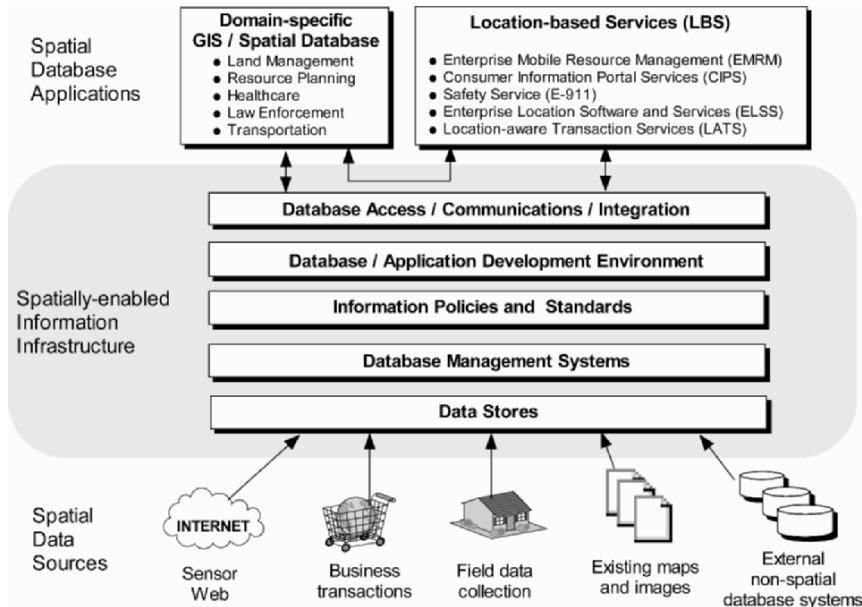 Spatial
Database
Applications
Domain-specific
GIS / Spatial Database
● Land Management
● Resource Planning
● Healthcare
● Law Enforcement
● Transportation
Location-based Services (LBS)
● Enterprise Mobile Resource Management (EMRM)
● Consumer Information Portal Services (CIPS)
● Safety Service (E-911)
● Enterprise Location Software and Services (ELSS)
● Location-aware Transaction Services (LATS)
Spatially-enabled
Information
Infrastructure
Database Access / Communications / Integration
Database / Application Development Environment
Information Policies and Standards
Database Management Systems
Data Stores
Spatial
Data
Sources
INTERNET
Sensor
Web
Business
transactions
Field data
collection
Existing maps
and images
External
non-spatial
database systems